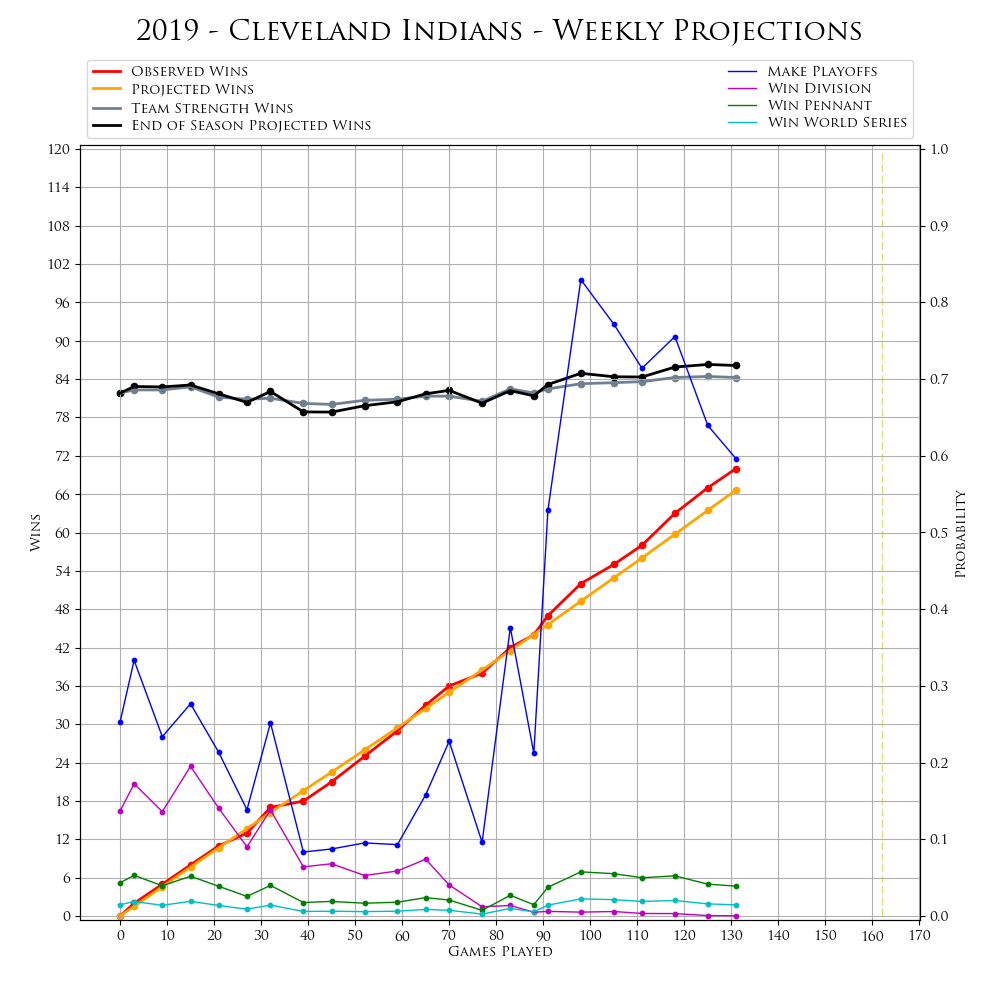 2019 - Cleveland Indians - Weekly Projections
Observed Wins
Projected Wins
Team Strength Wins
End of Season Projected Wins
Make Playoffs
Win Division
Win Pennant
Win World Series
120
114
108
102
96
90
84
78
72
66
60
54
48
42
36
30
24
18
12
6
0
Wins
1.0
0.9
0.8
0.7
0.6
0.5
0.4
0.3
0.2
0.1
0.0
Probability
0 10 20 30 40 50 60 70 80 90 100 110 120 130 140 150 160 170
Games Played